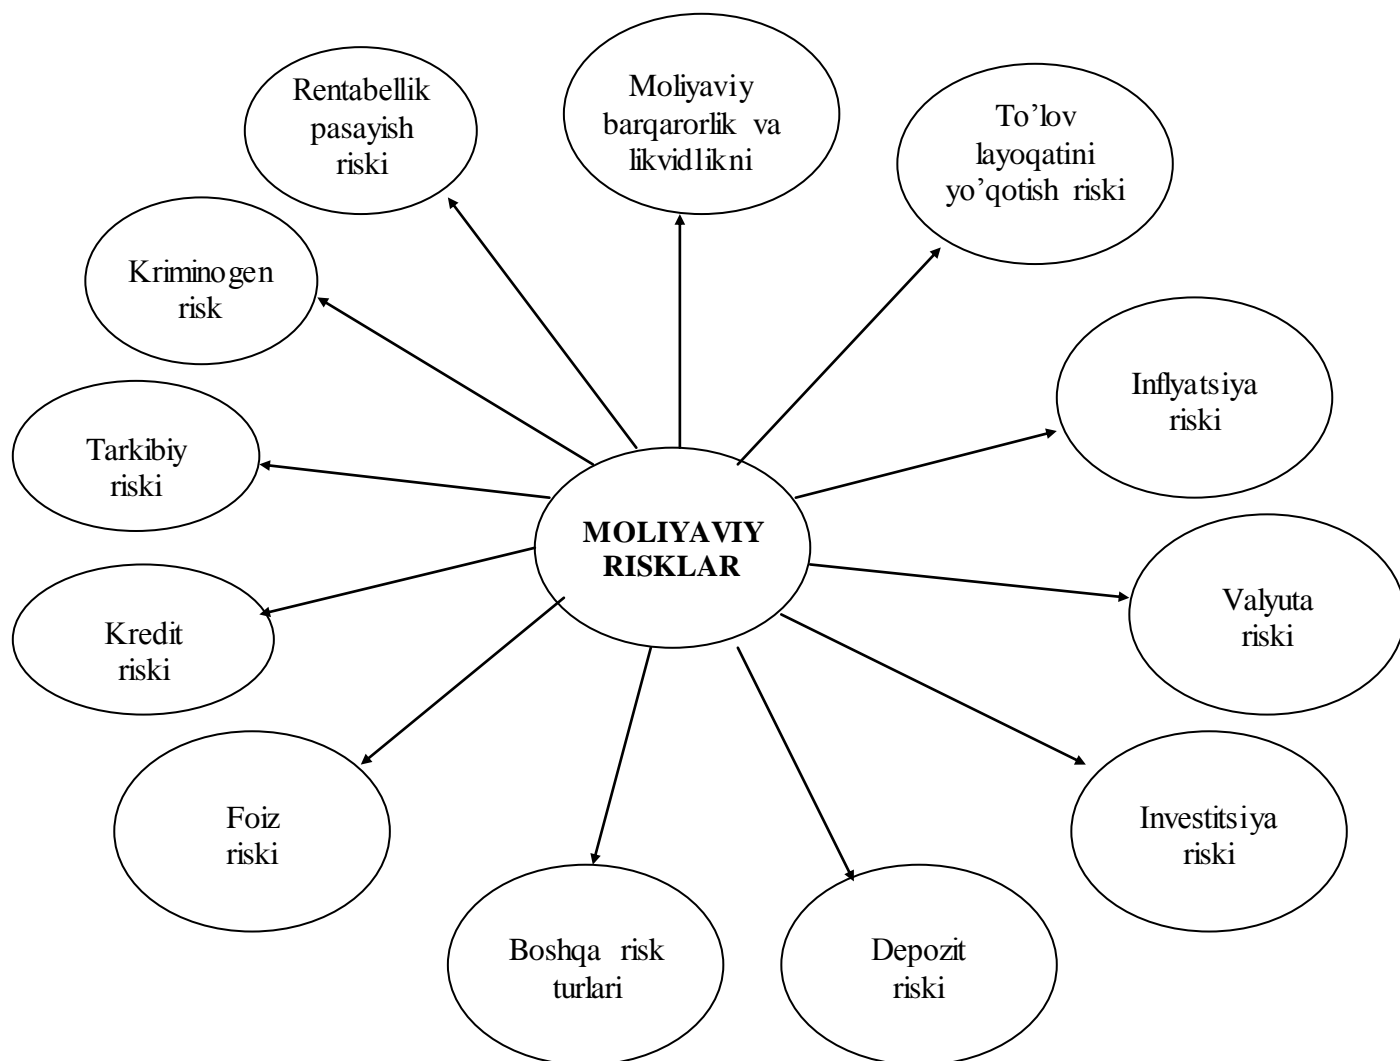 Rentabellik
pasayish
riski
Moliyaviy
barqarorlik va
likvidlikni
To’lov
layoqatini
yo’qotish riski
Kriminogen
risk
Inflyatsiya
riski
Tarkibiy
riski
MOLIYAVIY
RISKLAR
Valyuta
riski
Kredit
riski
Foiz
riski
Investitsiya
riski
Boshqa risk
turlari
Depozit
riski